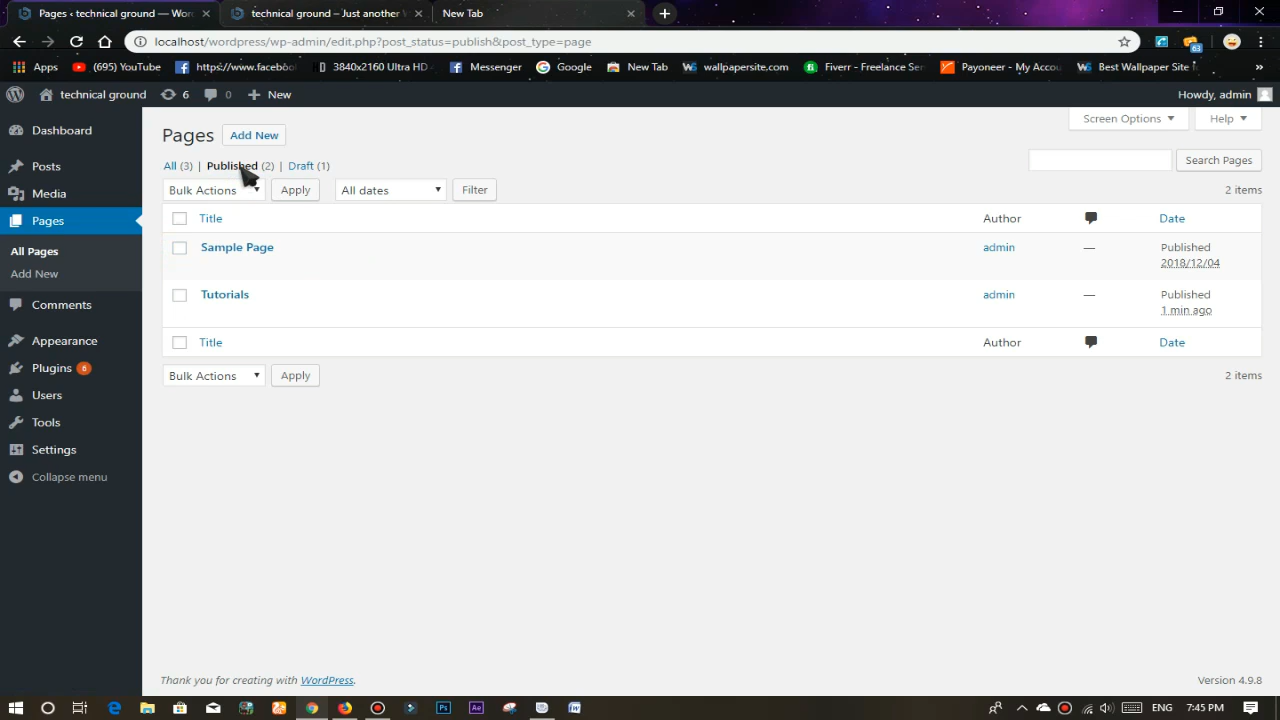 Pages ‹ technical ground — Wor
technical ground – Just another W
New Tab
localhost/wordpress/wp-admin/edit.php?post_status=publish&post_type=page
Apps
(695) YouTube
https://www.facebo
3840x2160 Ultra HD
Messenger
Google
New Tab
wallpapersite.com
Fiverr - Freelance Ser
Payoneer - My Accou
Best Wallpaper Site
»
63
technical ground
6
0
New
Howdy, admin
Dashboard
Posts
Media
Pages
All Pages
Add New
Comments
Appearance
Plugins 6
Users
Tools
Settings
Collapse menu
Screen Options
Help
Pages
Add New
All (3) | Published (2) | Draft (1)
Search Pages
Bulk Actions
Apply
All dates
Filter
2 items
Title
Author
Date
Sample Page
admin
—
Published
2018/12/04
Tutorials
admin
—
Published
1 min ago
Title
Author
Date
Bulk Actions
Apply
2 items
Thank you for creating with WordPress.
Version 4.9.8
Ps
Ae
ENG
7:45 PM